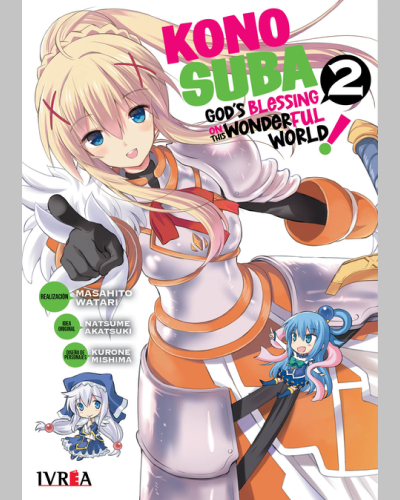 KONO
SUBA
2
GOD'S BLESSING
ON THIS WONDERFUL
WORLD!
REALIZACIÓN
MASAHITO
WATARI
IDEA
ORIGINAL
NATSUME
AKATSUKI
DISEÑO DE
PERSONAJES
KURONE
MISHIMA
IVREA